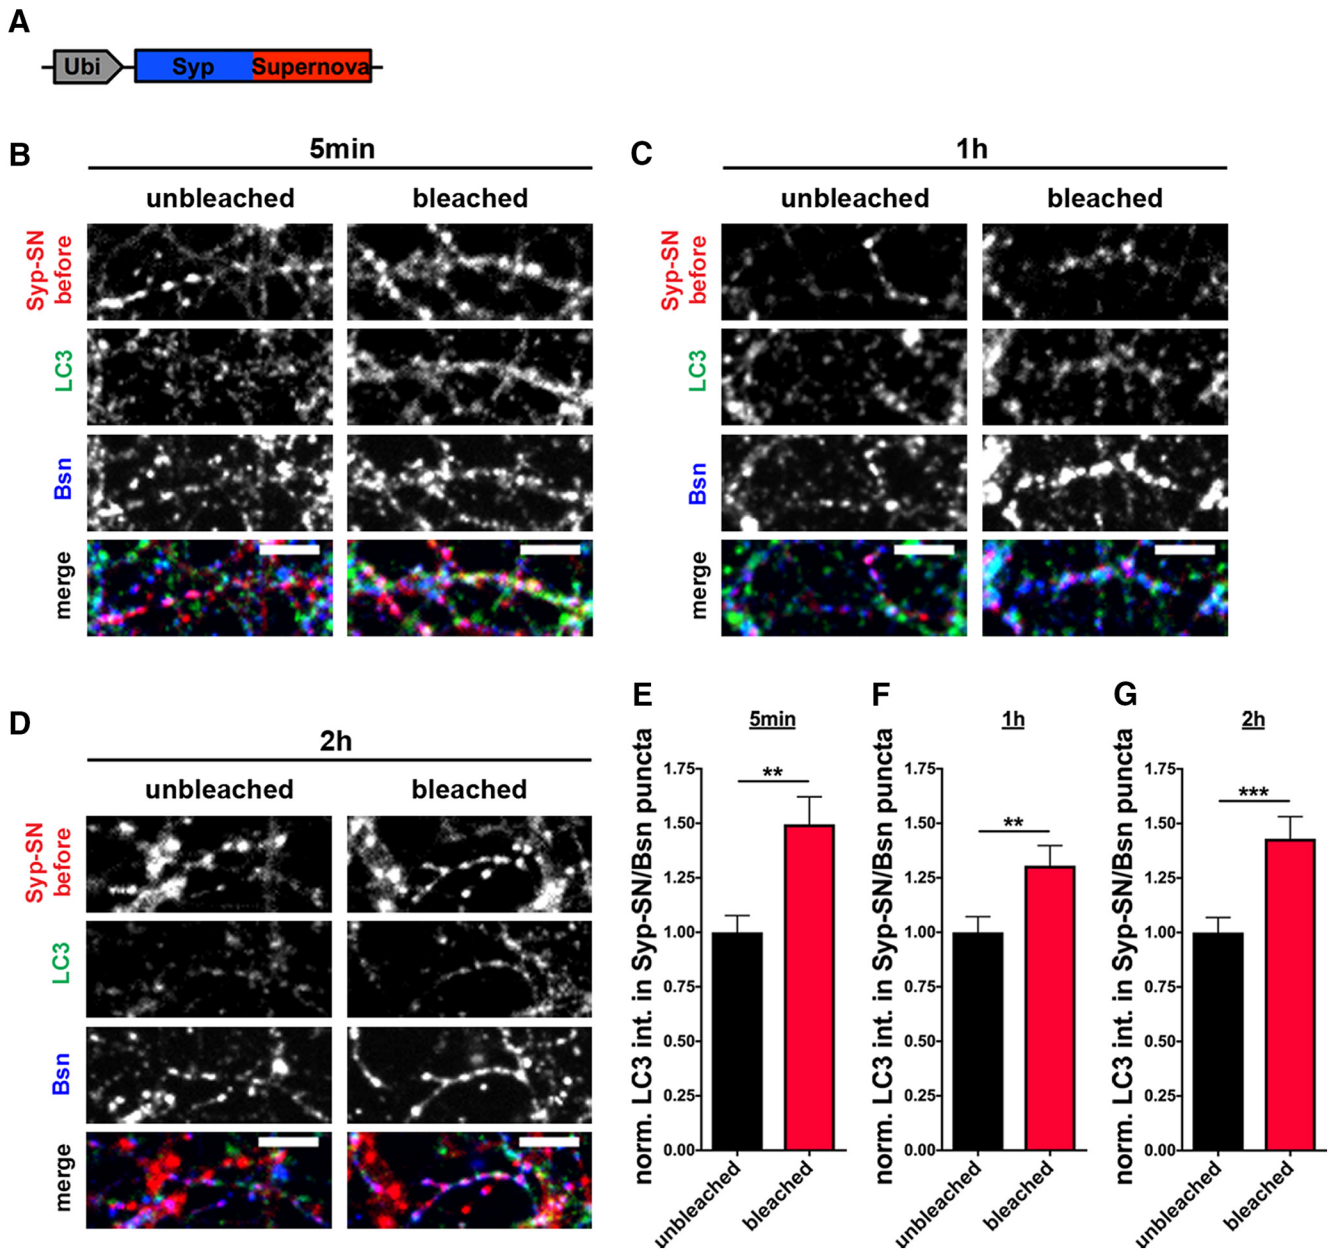 A
Ubi Syp Supernova
B
5min
unbleached bleached
Syp-SN
before
LC3
Bsn
merge
C
1h
unbleached bleached
Syp-SN
before
LC3
Bsn
merge
D
2h
unbleached bleached
Syp-SN
before
LC3
Bsn
merge
E
5min
norm. LC3 int. in Syp-SN/Bsn puncta
1.75
1.50
1.25
1.00
0.75
0.50
0.25
0.00
**
unbleached
bleached
F
1h
norm. LC3 int. in Syp-SN/Bsn puncta
1.75
1.50
1.25
1.00
0.75
0.50
0.25
0.00
**
unbleached
bleached
G
2h
norm. LC3 int. in Syp-SN/Bsn puncta
1.75
1.50
1.25
1.00
0.75
0.50
0.25
0.00
***
unbleached
bleached